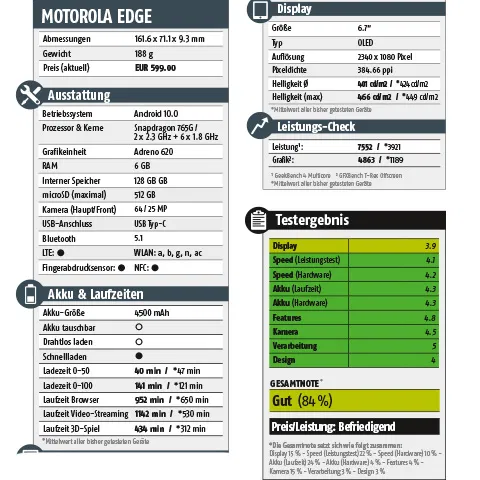 MOTOROLA EDGE
Abmessungen 161.6 x 71.1 x 9.3 mm
Gewicht 188 g
Preis (aktuell) EUR 599.00
Ausstattung
Betriebsystem Android 10.0
Prozessor & Kerne Snapdragon 765G /
2 x 2.3 GHz + 6 x 1.8 GHz
Grafikeinheit Adreno 620
RAM 6 GB
Interner Speicher 128 GB GB
microSD (maximal) 512 GB
Kamera (Haupt/Front) 64 / 25 MP
USB-Anschluss USB Typ-C
Bluetooth 5.1
LTE: ● WLAN: a, b, g, n, ac
Fingerabdrucksensor: ● NFC: ●
Akku & Laufzeiten
Akku-Größe 4500 mAh
Akku tauschbar ○
Drahtlos laden ○
Schnellladen ●
Ladezeit 0-50 40 min / *47 min
Ladezeit 0-100 141 min / *121 min
Laufzeit Browser 952 min / *650 min
Laufzeit Video-Streaming 1142 min / *530 min
Laufzeit 3D-Spiel 434 min / *312 min
*Mittelwert aller bisher getesteten Geräte
Display
Größe 6.7"
Typ OLED
Auflösung 2340 x 1080 Pixel
Pixeldichte 384.66 ppi
Helligkeit Ø 401 cd/m2 / *424 cd/m2
Helligkeit (max) 466 cd/m2 / *449 cd/m2
*Mittelwert aller bisher getesteten Geräte
Leistungs-Check
Leistung¹: 7552 / *3921
Grafik²: 4863 / *1189
¹ GeekBench 4 Multicore ² GFXBench T-Rex Offscreen
*Mittelwert aller bisher getesteten Geräte
Testergebnis
Display 3.9
Speed (Leistungstest) 4.1
Speed (Hardware) 4.2
Akku (Laufzeit) 4.3
Akku (Hardware) 4.3
Features 4.8
Kamera 4.5
Verarbeitung 5
Design 4
GESAMTNOTE*
Gut (84 %)
Preis/Leistung: Befriedigend
*Die Gesamtnote setzt sich wie folgt zusammen:
Display 15 % – Speed (Leistungstest) 22 % – Speed (Hardware) 10 % –
Akku (Laufzeit) 24 % – Akku (Hardware) 4 % – Features 4 % –
Kamera 15 % – Verarbeitung 3 % – Design 3 %